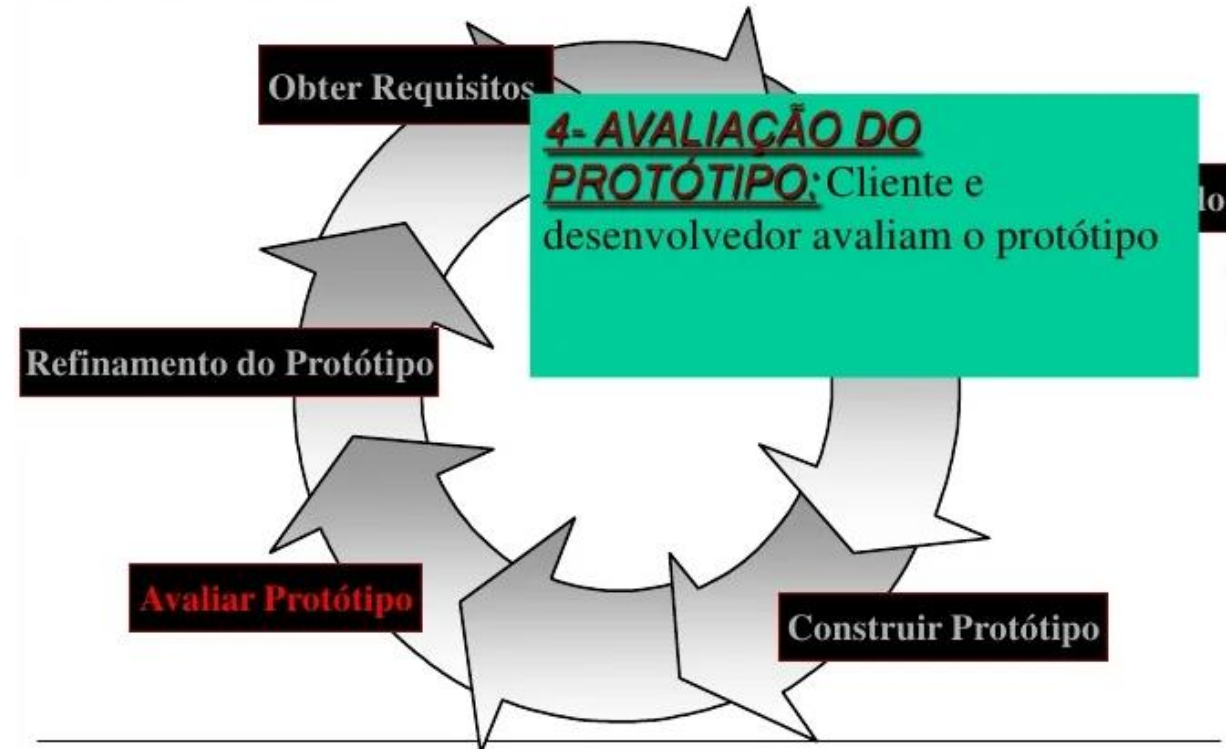 Obter Requisitos
4- AVALIAÇÃO DO
PROTÓTIPO: Cliente e
desenvolvedor avaliam o protótipo
Refinamento do Protótipo
Avaliar Protótipo
Construir Protótipo